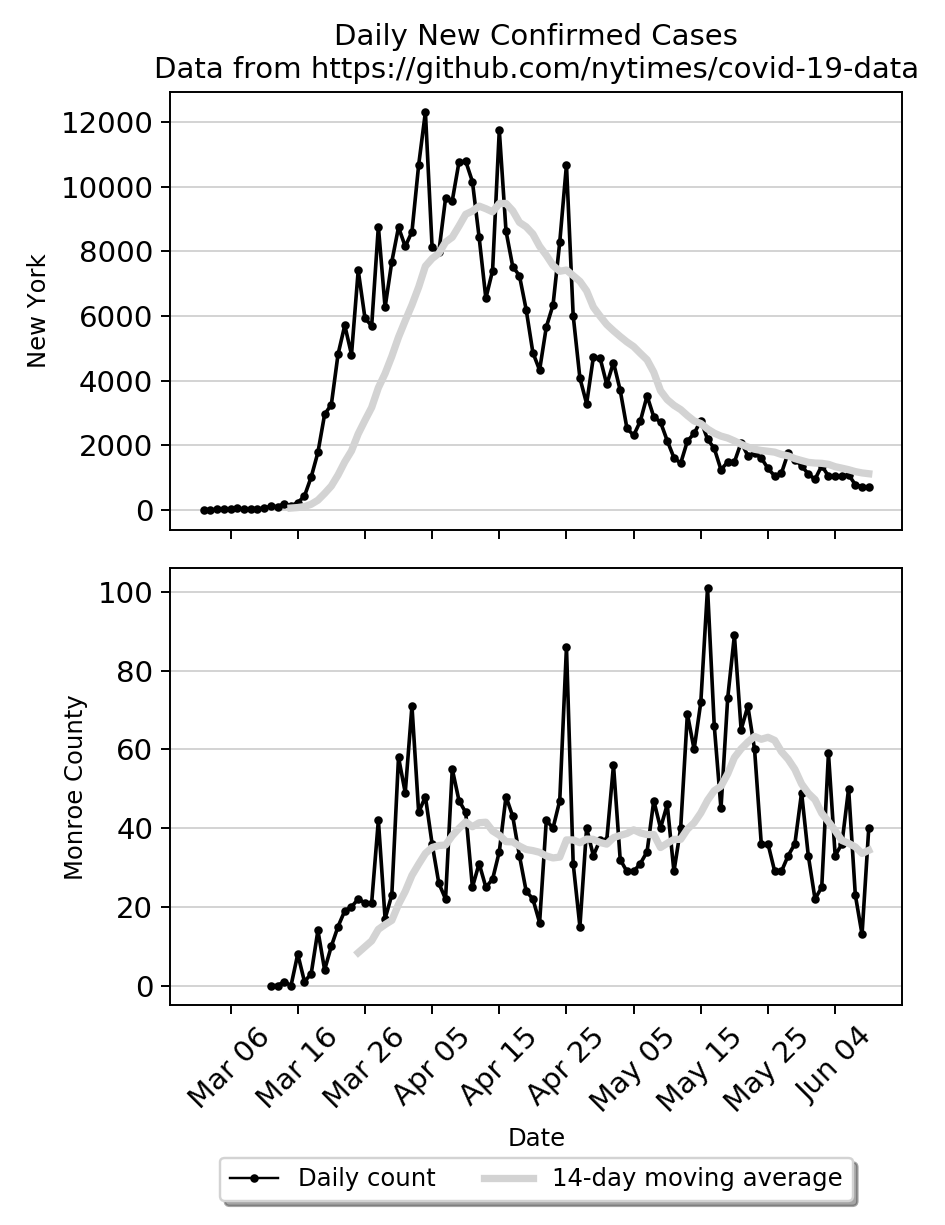 Daily New Confirmed Cases
Data from https://github.com/nytimes/covid-19-data
12000
10000
8000
6000
4000
2000
0
New York
100
80
60
40
20
0
Monroe County
Mar 06
Mar 16
Mar 26
Apr 05
Apr 15
Apr 25
May 05
May 15
May 25
Jun 04
Date
Daily count
14-day moving average